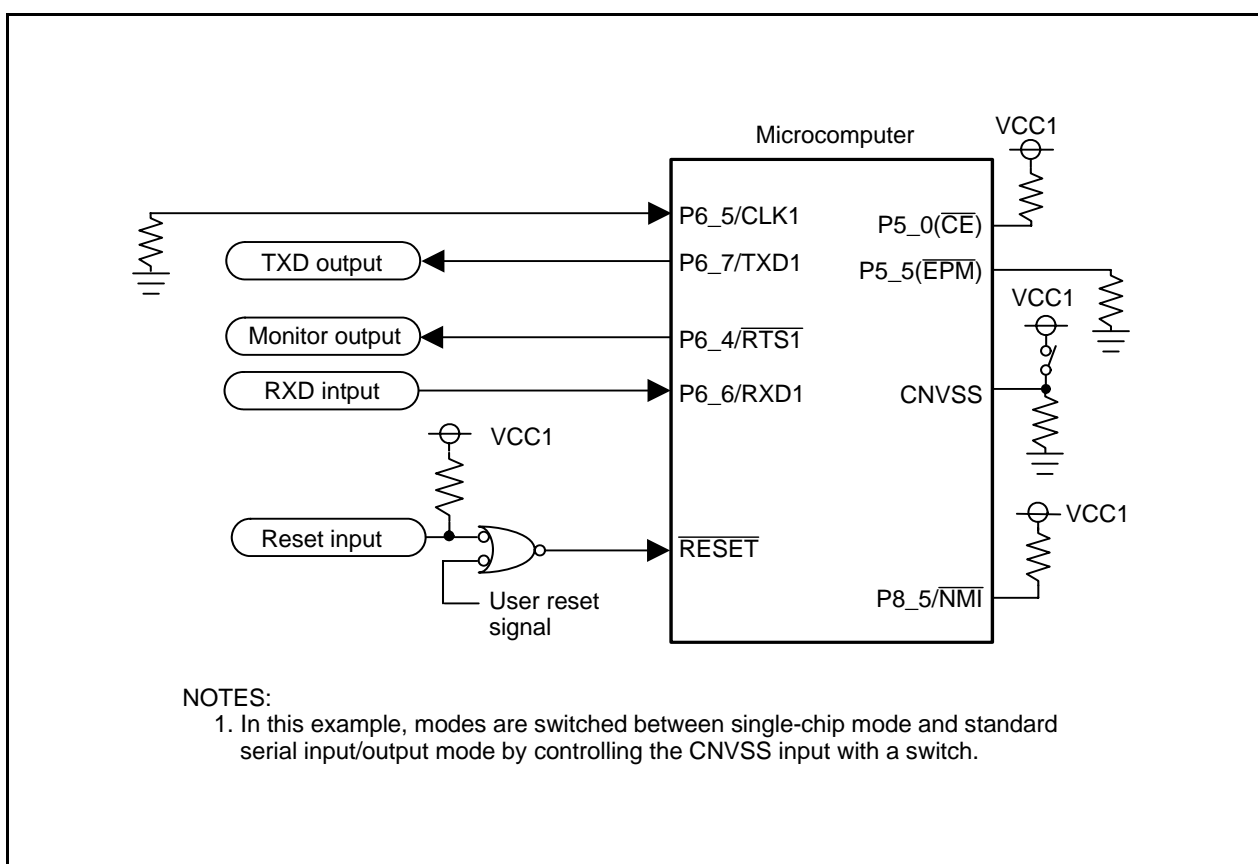 Microcomputer
VCC1
P6_5/CLK1
P5_0(CE)
TXD output
P6_7/TXD1
P5_5(EPM)
VCC1
Monitor output
P6_4/RTS1
RXD intput
P6_6/RXD1
CNVSS
VCC1
VCC1
Reset input
RESET
User reset
signal
P8_5/NMI
NOTES:
1. In this example, modes are switched between single-chip mode and standard
serial input/output mode by controlling the CNVSS input with a switch.